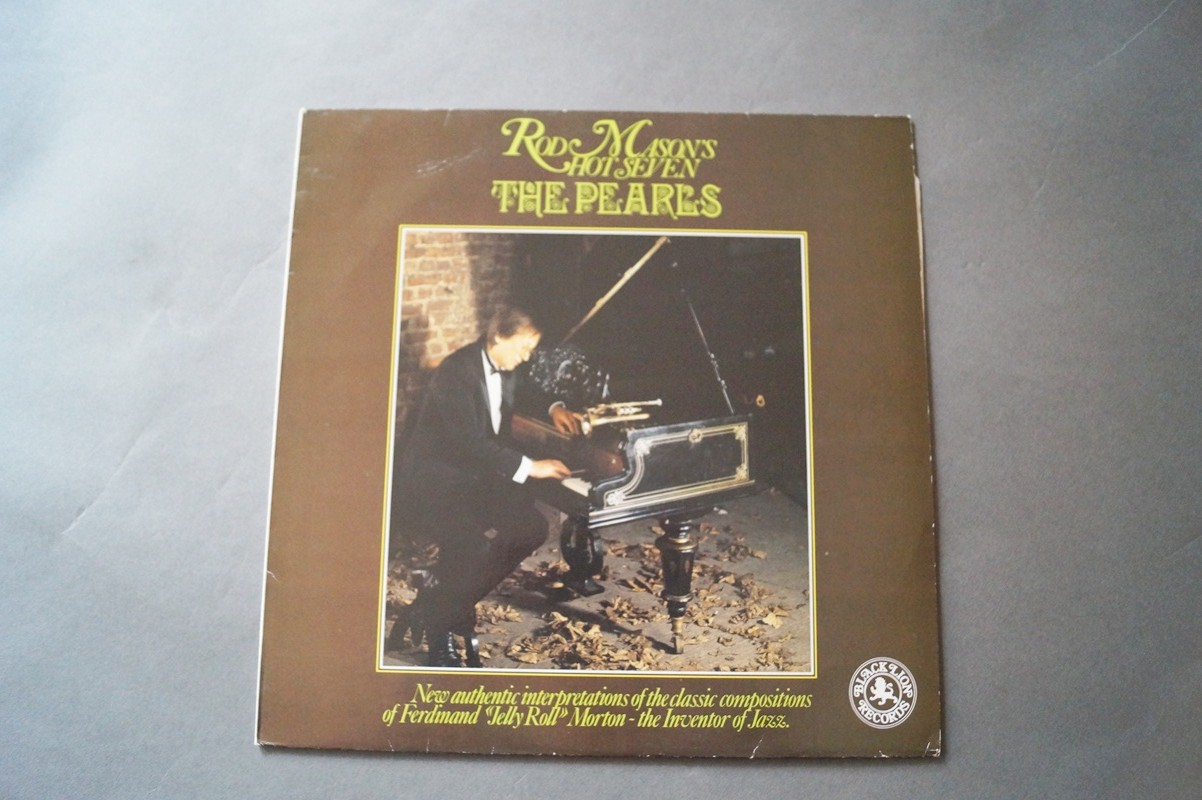 Rod Mason's
Hot Seven
The Pearls
New authentic interpretations of the classic compositions
of Ferdinand "Jelly Roll" Morton - the Inventor of Jazz.
BLACK LION
RECORDS